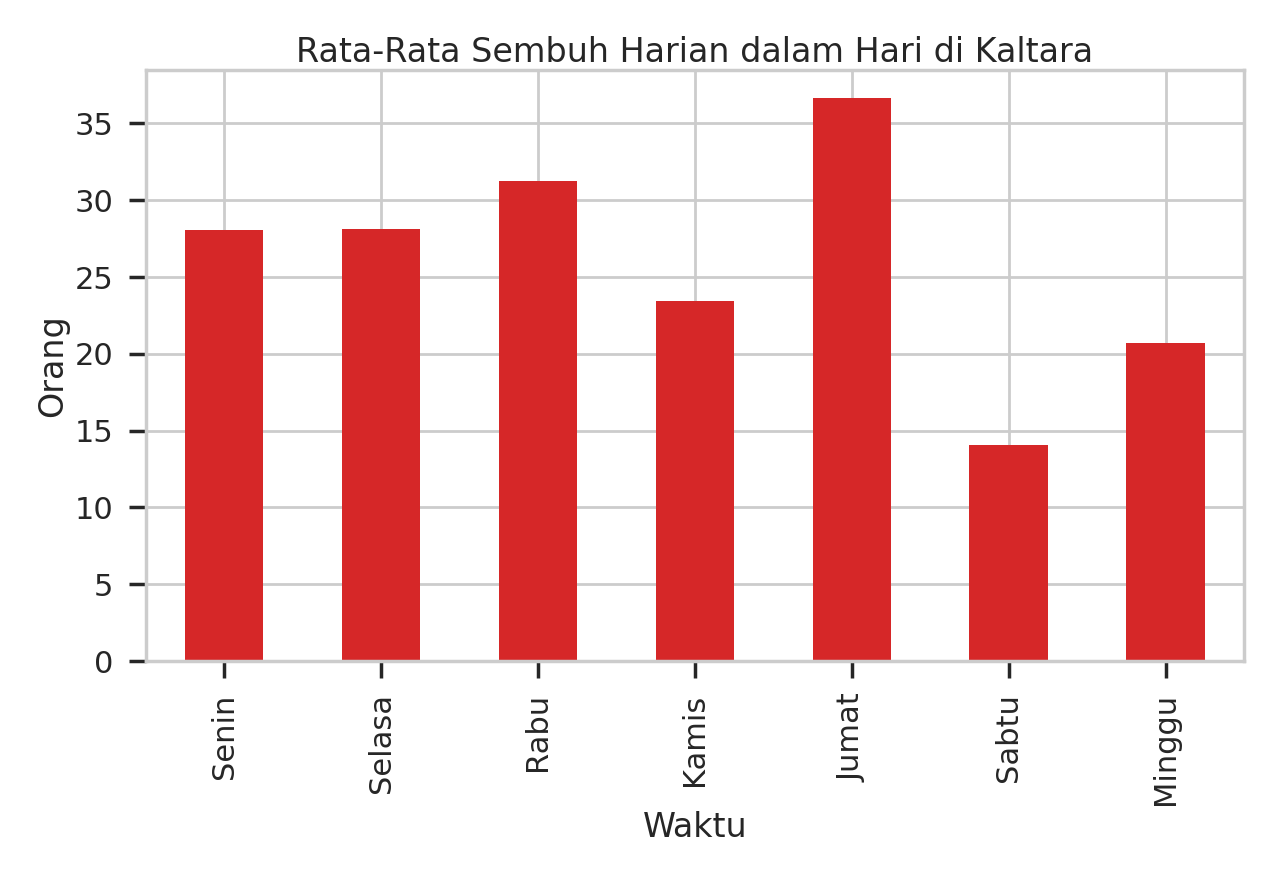 Rata-Rata Sembuh Harian dalam Hari di Kaltara
Orang
35
30
25
20
15
10
5
0
Senin
Selasa
Rabu
Kamis
Jumat
Sabtu
Minggu
Waktu